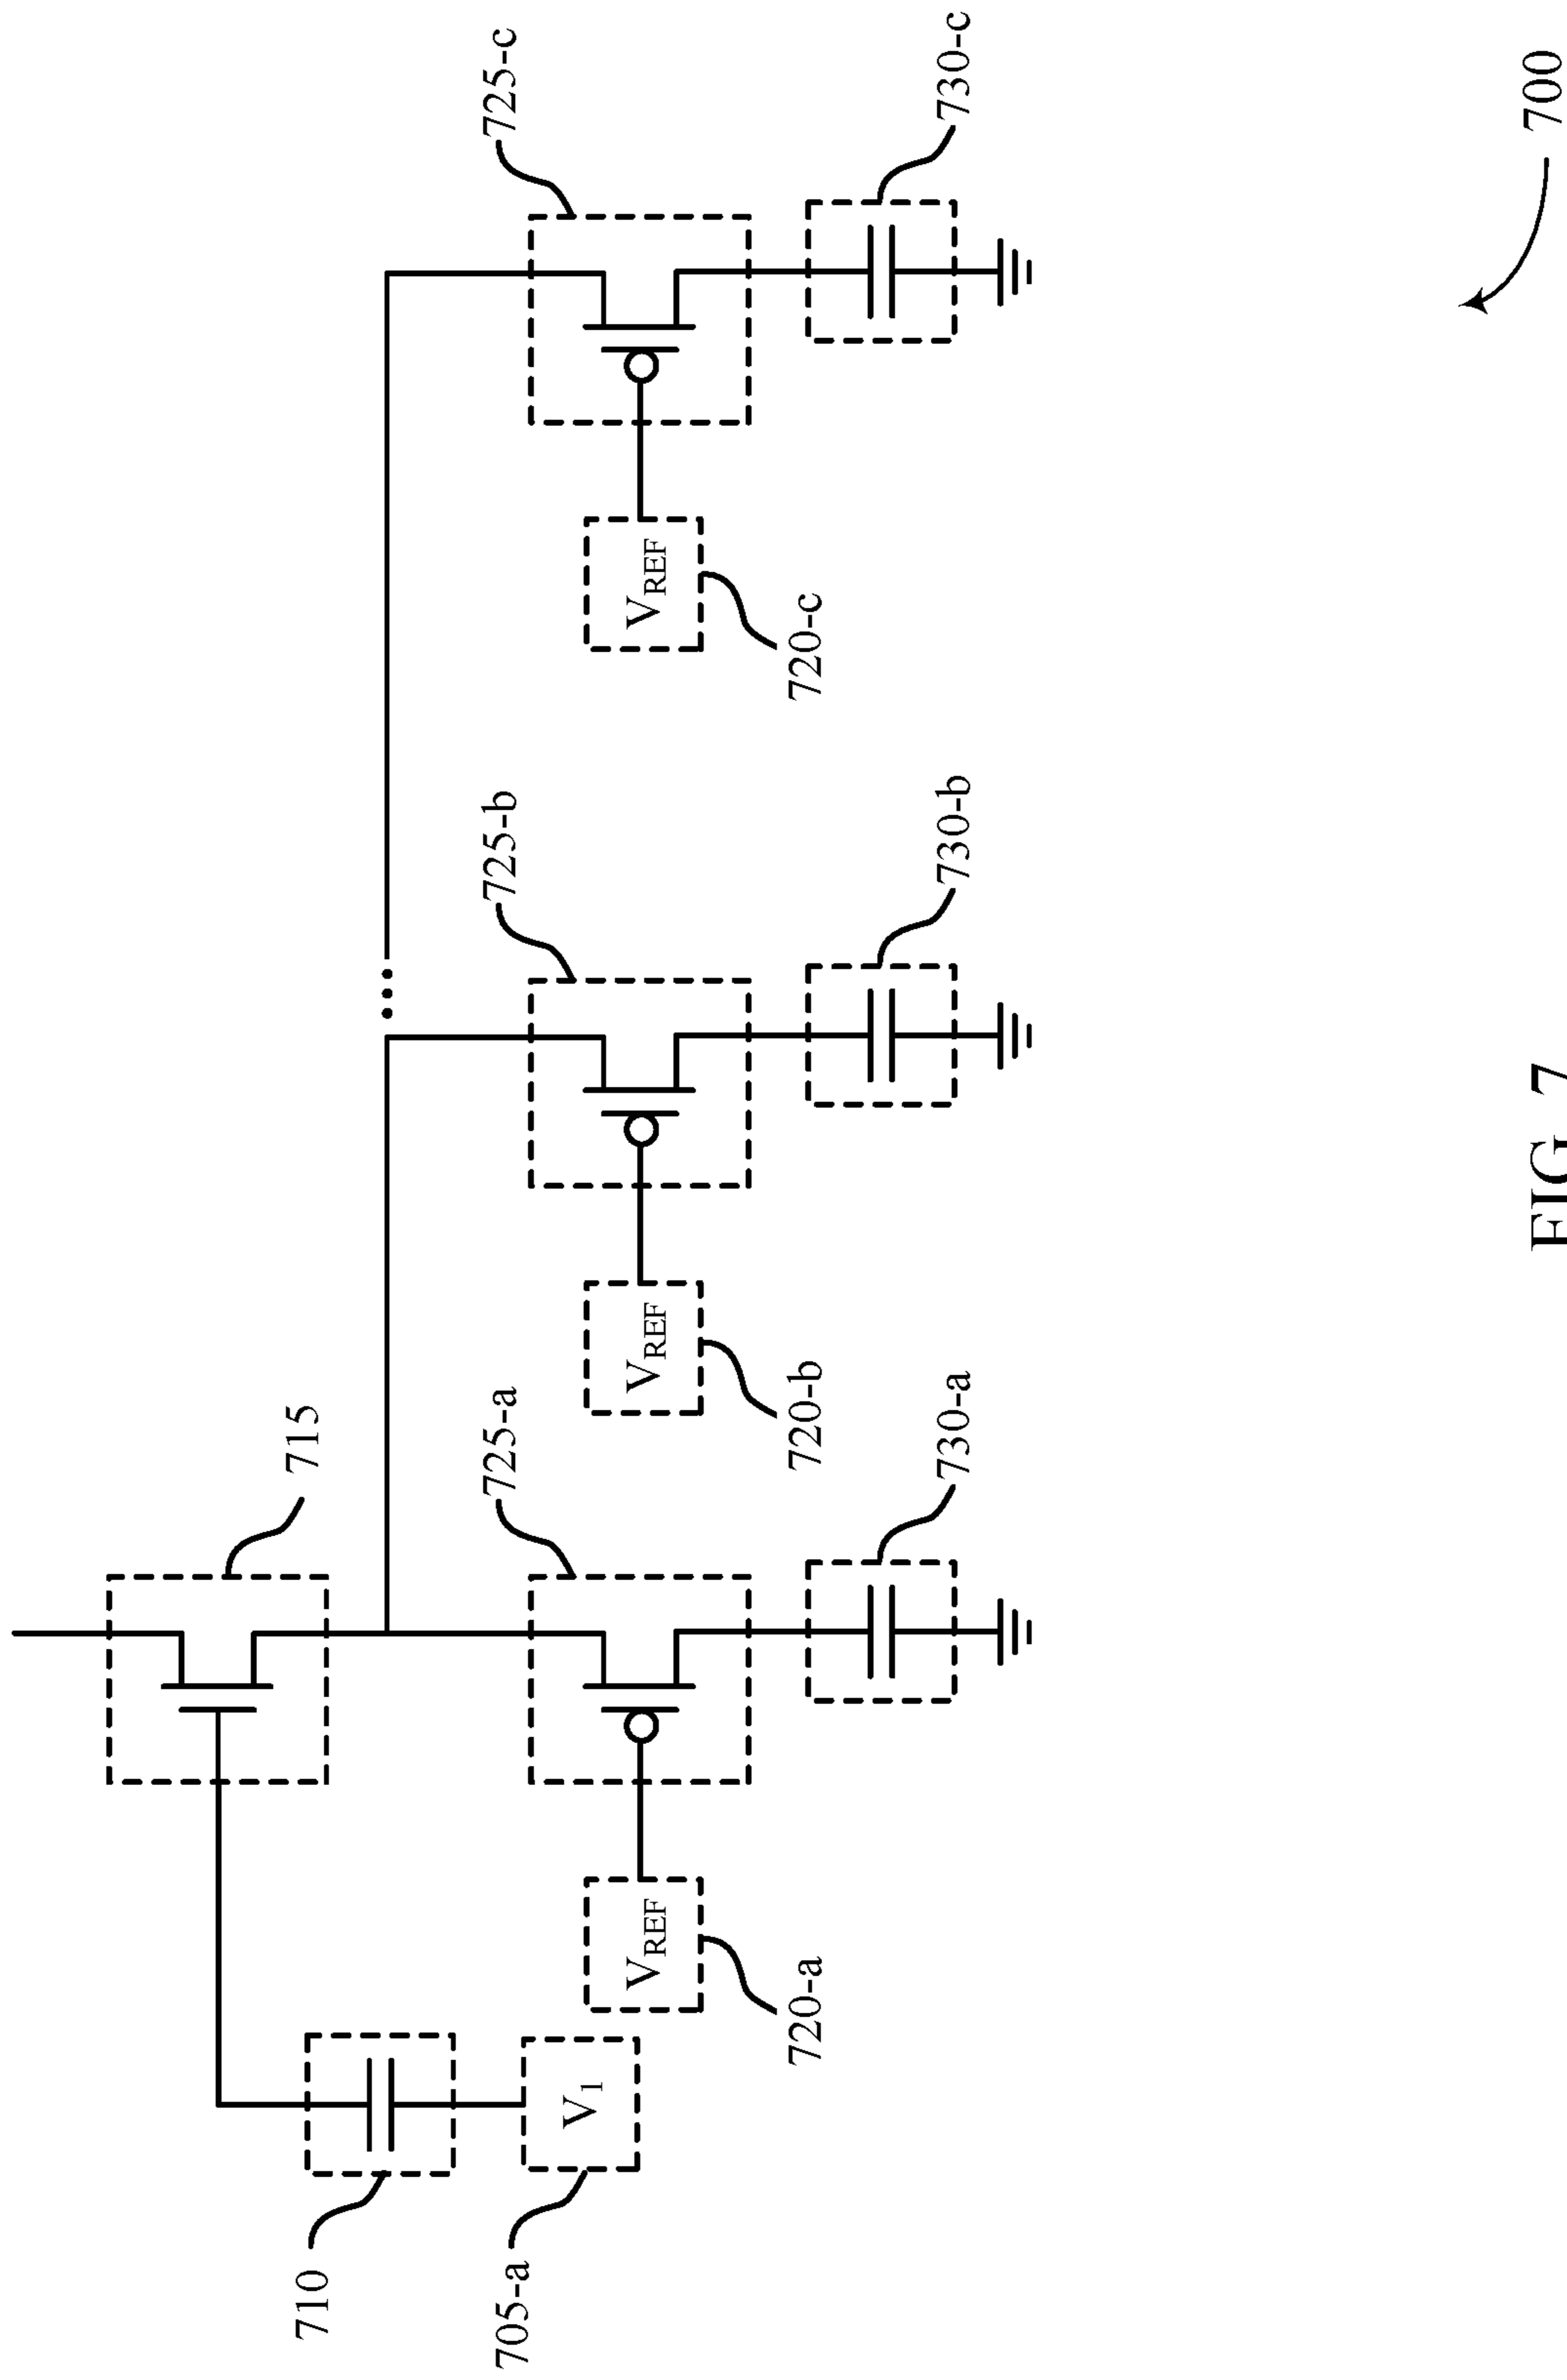 715
725-a
725-b
725-c
710
705-a
V1
VREF
720-a
VREF
720-b
VREF
720-c
730-a
730-b
730-c
700
FIG. 7